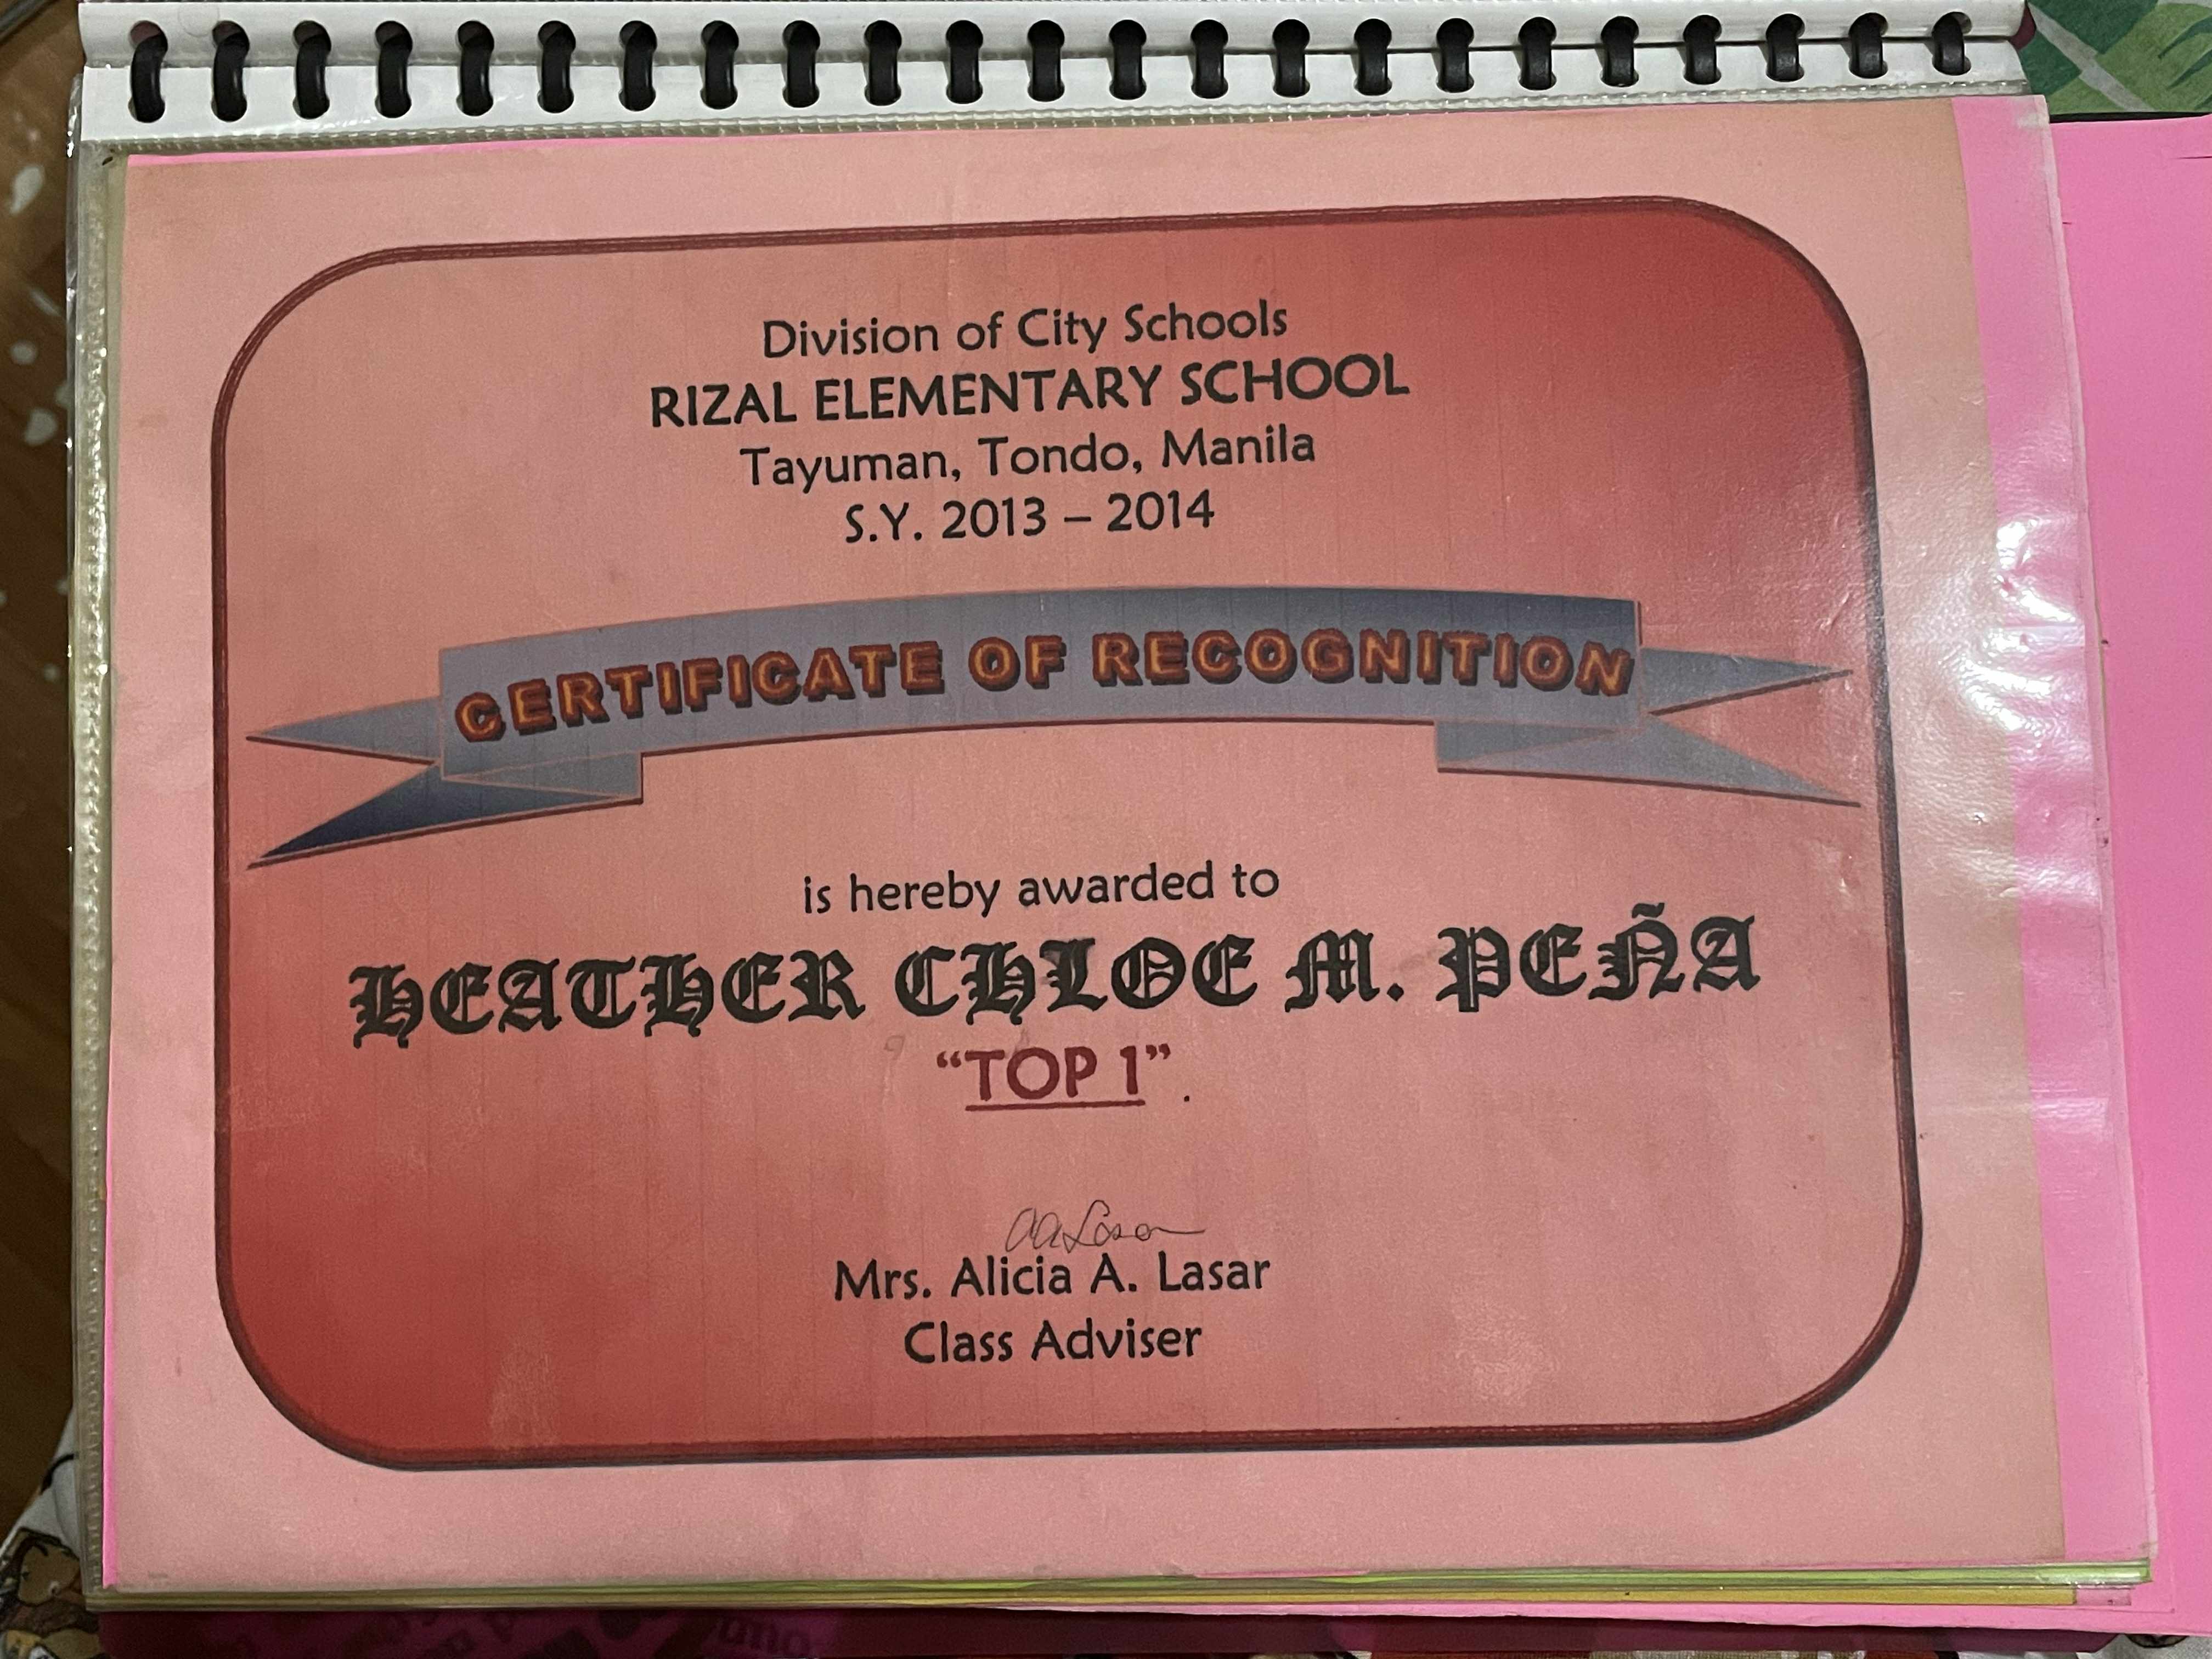 Division of City Schools
RIZAL ELEMENTARY SCHOOL
Tayuman, Tondo, Manila
S.Y. 2013 – 2014
CERTIFICATE OF RECOGNITION
is hereby awarded to
HEATHER CHLOE M. PEÑA
“TOP 1” .
Mrs. Alicia A. Lasar
Class Adviser